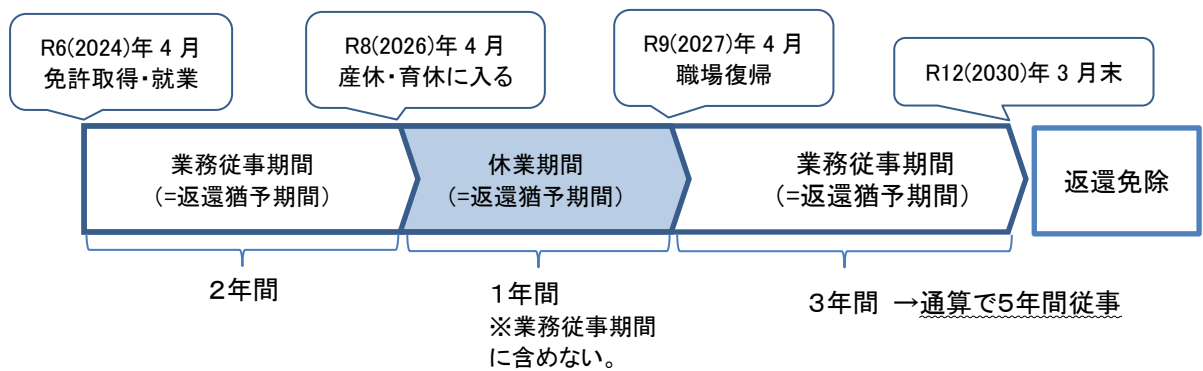 R6(2024)年 4 月
免許取得・就業
R8(2026)年 4 月
産休・育休に入る
R9(2027)年 4 月
職場復帰
R12(2030)年 3 月末
業務従事期間
(=返還猶予期間)
休業期間
(=返還猶予期間)
業務従事期間
(=返還猶予期間)
返還免除
２年間
１年間
※業務従事期間
に含めない。
３年間 →通算で５年間従事